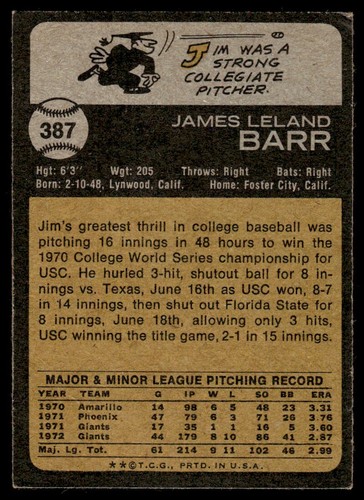 JIM WAS A
STRONG
COLLEGIATE
PITCHER.
387
JAMES LELAND
BARR
Hgt: 6'3" Wgt: 205 Throws: Right Bats: Right
Born: 2-10-48, Lynwood, Calif. Home: Foster City, Calif.
Jim's greatest thrill in college baseball was
pitching 16 innings in 48 hours to win the
1970 College World Series championship for
USC. He hurled 3-hit, shutout ball for 8 in-
nings vs. Texas, June 16th as USC won, 8-7
in 14 innings, then shut out Florida State for
8 innings, June 18th, allowing only 3 hits,
USC winning the title game, 2-1 in 15 innings.
MAJOR & MINOR LEAGUE PITCHING RECORD
YEAR TEAM G IP W L SO BB ERA
1970 Amarillo 14 98 6 5 48 23 3.31
1971 Phoenix 47 79 6 3 71 26 3.76
1971 Giants 17 35 1 1 16 5 3.60
1972 Giants 44 179 8 10 86 41 2.87
Maj. Lg. Tot. 61 214 9 11 102 46 2.99
**©T.C.G., PRTD. IN U.S.A.